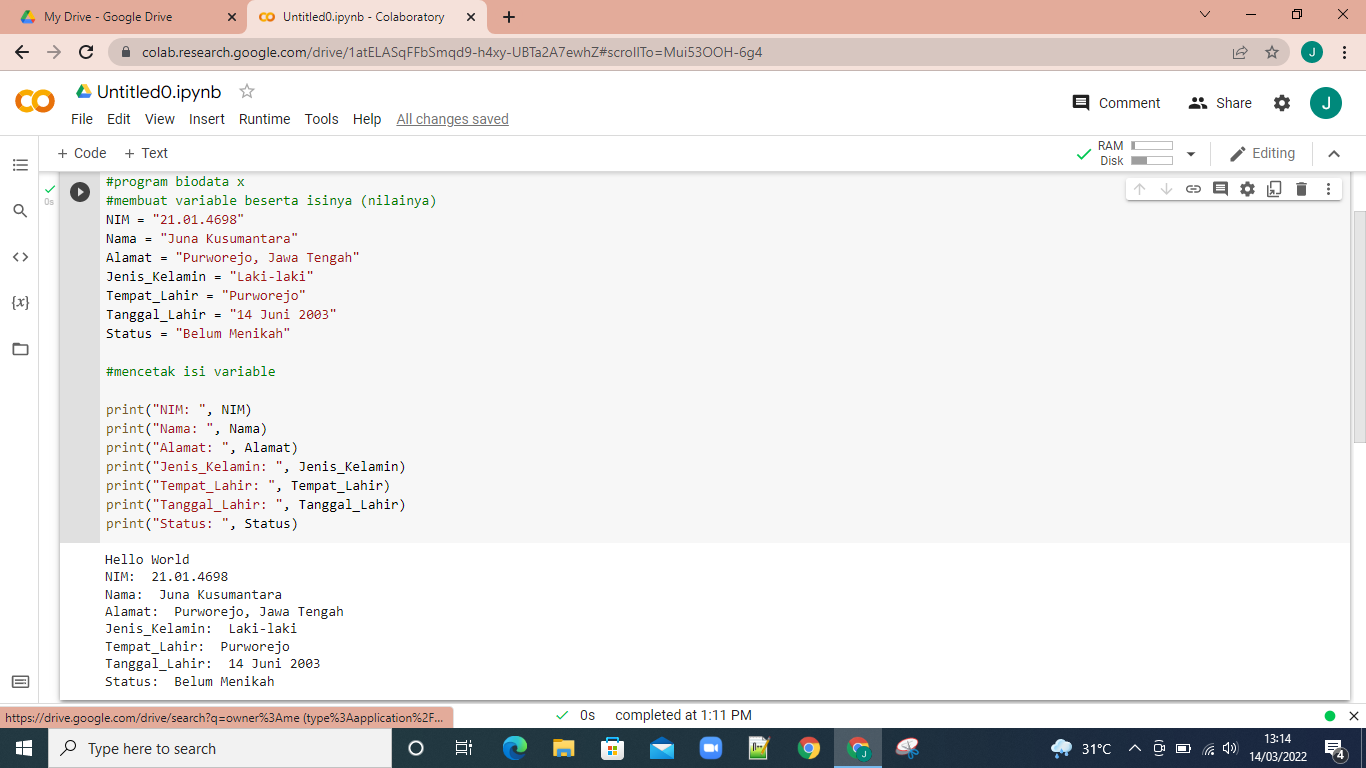 My Drive - Google Drive
Untitled0.ipynb - Colaboratory
colab.research.google.com/drive/1atELASqFFbSmqd9-h4xy-UBTa2A7ewhZ#scrollTo=Mui53OOH-6g4
J
Untitled0.ipynb
File Edit View Insert Runtime Tools Help All changes saved
Comment Share J
+ Code + Text
RAM
Disk
Editing
0s
#program biodata x
#membuat variable beserta isinya (nilainya)
NIM = "21.01.4698"
Nama = "Juna Kusumantara"
Alamat = "Purworejo, Jawa Tengah"
Jenis_Kelamin = "Laki-laki"
Tempat_Lahir = "Purworejo"
Tanggal_Lahir = "14 Juni 2003"
Status = "Belum Menikah"
#mencetak isi variable
print("NIM: ", NIM)
print("Nama: ", Nama)
print("Alamat: ", Alamat)
print("Jenis_Kelamin: ", Jenis_Kelamin)
print("Tempat_Lahir: ", Tempat_Lahir)
print("Tanggal_Lahir: ", Tanggal_Lahir)
print("Status: ", Status)
Hello World
NIM:  21.01.4698
Nama:  Juna Kusumantara
Alamat:  Purworejo, Jawa Tengah
Jenis_Kelamin:  Laki-laki
Tempat_Lahir:  Purworejo
Tanggal_Lahir:  14 Juni 2003
Status:  Belum Menikah
https://drive.google.com/drive/search?q=owner%3Ame (type%3Aapplication%2F...
0s completed at 1:11 PM
Type here to search
31°C
13:14
14/03/2022
4